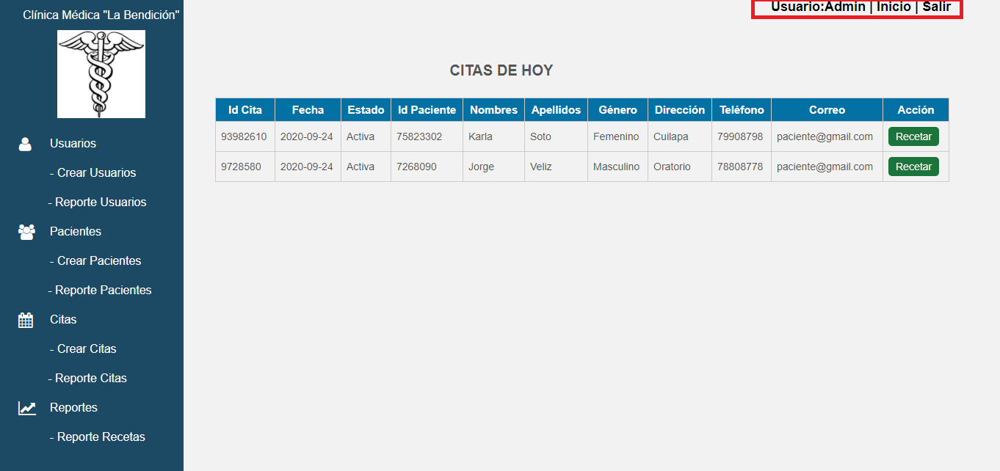 Clínica Médica "La Bendición"
Usuarios
- Crear Usuarios
- Reporte Usuarios
Pacientes
- Crear Pacientes
- Reporte Pacientes
Citas
- Crear Citas
- Reporte Citas
Reportes
- Reporte Recetas
Usuario:Admin | Inicio | Salir
CITAS DE HOY
Id Cita Fecha Estado Id Paciente Nombres Apellidos Género Dirección Teléfono Correo Acción
93982610 2020-09-24 Activa 75823302 Karla Soto Femenino Cuilapa 79908798 paciente@gmail.com Recetar
9728580 2020-09-24 Activa 7268090 Jorge Veliz Masculino Oratorio 78808778 paciente@gmail.com Recetar